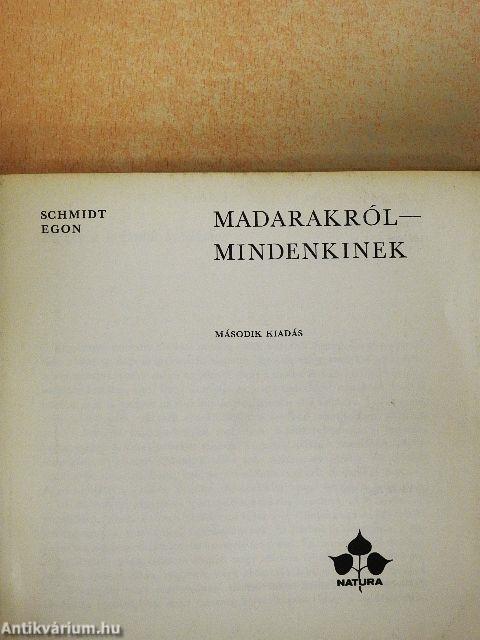 SCHMIDT
EGON
MADARAKRÓL—
MINDENKINEK
MÁSODIK KIADÁS
NATURA
Antikvárium.hu